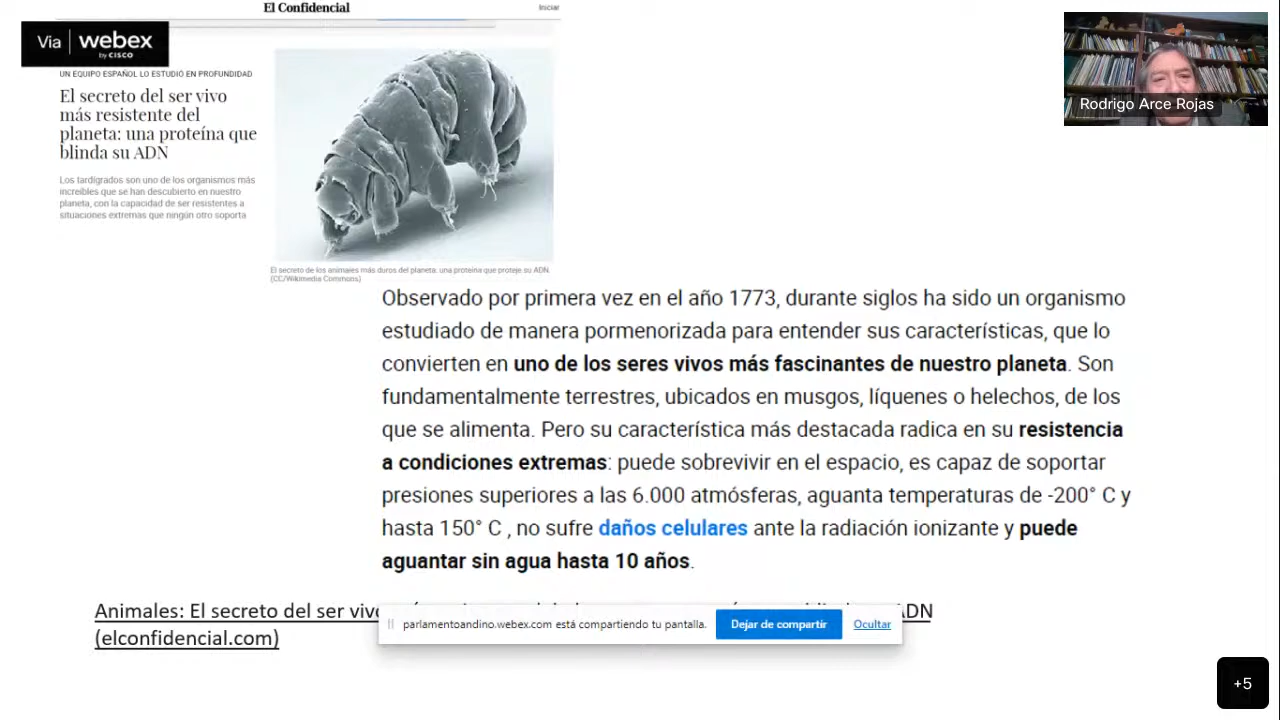 El Confidencial
Iniciar
Via | webex
by CISCO
UN EQUIPO ESPAÑOL LO ESTUDIÓ EN PROFUNDIDAD
El secreto del ser vivo
más resistente del
planeta: una proteína que
blinda su ADN
Los tardígrados son uno de los organismos más
increíbles que se han descubierto en nuestro
planeta, con la capacidad de ser resistentes a
situaciones extremas que ningún otro soporta
El secreto de los animales más duros del planeta: una proteína que proteje su ADN.
(CC/Wikimedia Commons)
Rodrigo Arce Rojas
Observado por primera vez en el año 1773, durante siglos ha sido un organismo
estudiado de manera pormenorizada para entender sus características, que lo
convierten en uno de los seres vivos más fascinantes de nuestro planeta. Son
fundamentalmente terrestres, ubicados en musgos, líquenes o helechos, de los
que se alimenta. Pero su característica más destacada radica en su resistencia
a condiciones extremas: puede sobrevivir en el espacio, es capaz de soportar
presiones superiores a las 6.000 atmósferas, aguanta temperaturas de -200° C y
hasta 150° C , no sufre daños celulares ante la radiación ionizante y puede
aguantar sin agua hasta 10 años.
Animales: El secreto del ser vivo ADN
(elconfidencial.com)
parlamentoandino.webex.com está compartiendo tu pantalla.
Dejar de compartir
Ocultar
+5